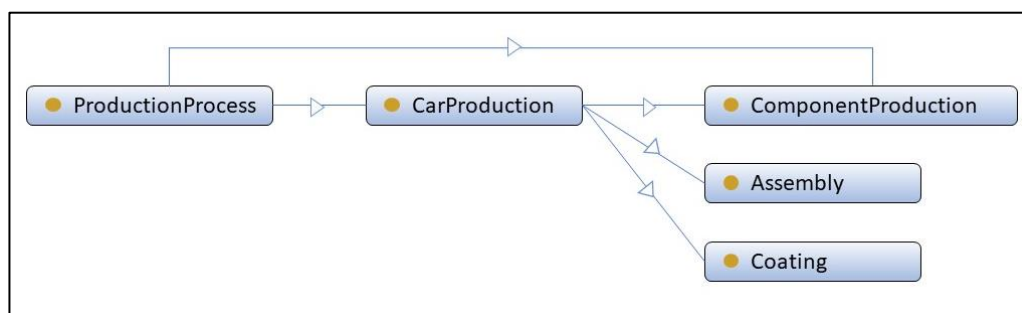 ProductionProcess
CarProduction
ComponentProduction
Assembly
Coating